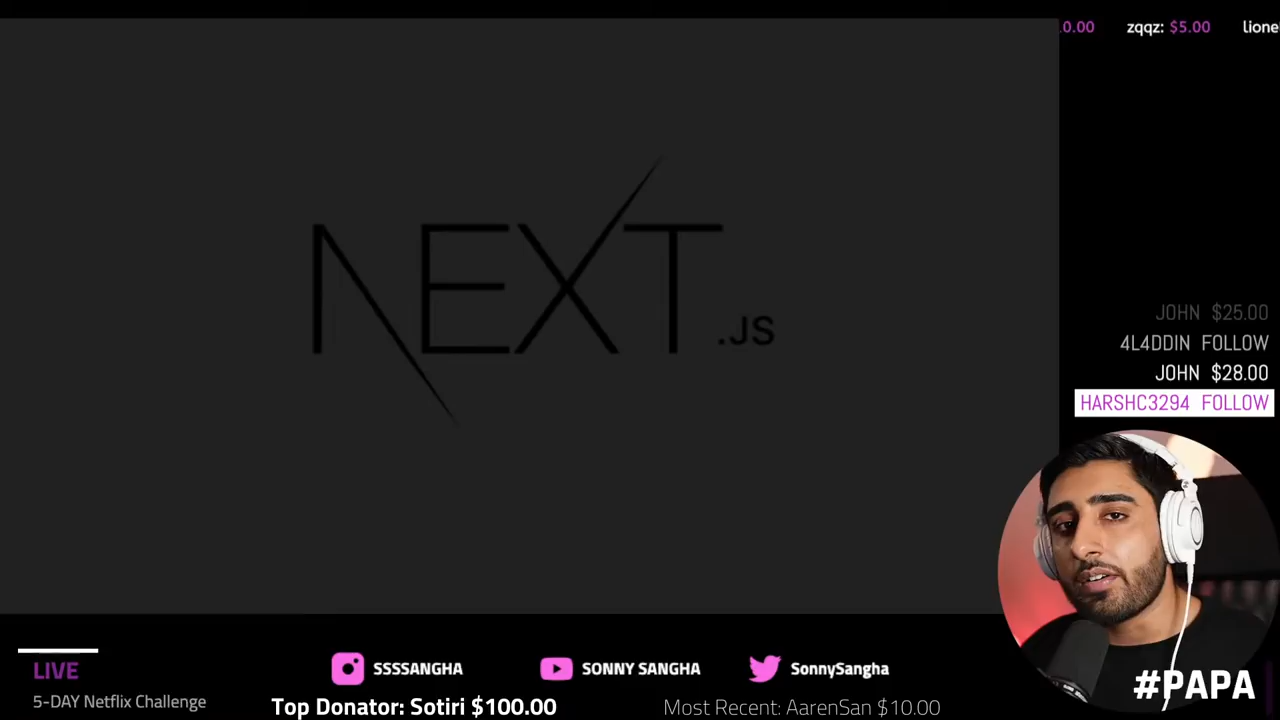 .00
zqqz: $5.00
lione
NEXT
.JS
JOHN $25.00
4L4DDIN FOLLOW
JOHN $28.00
HARSHC3294 FOLLOW
LIVE
5-DAY Netflix Challenge
SSSSANGHA
SONNY SANGHA
SonnySangha
Top Donator: Sotiri $100.00
Most Recent: AarenSan $10.00
#PAPA